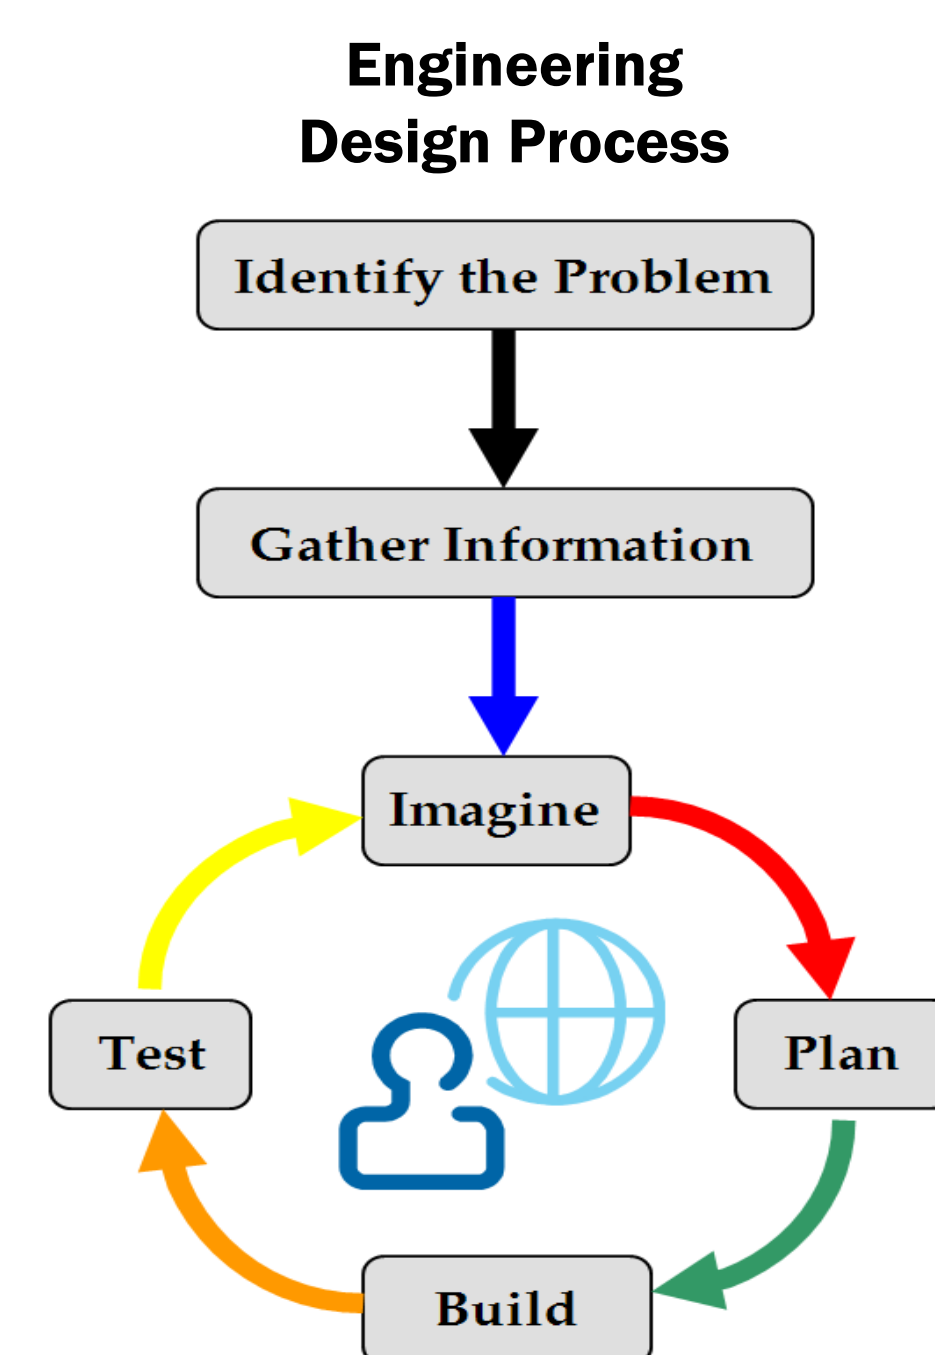 Engineering
Design Process
Identify the Problem
Gather Information
Imagine
Test
Plan
Build